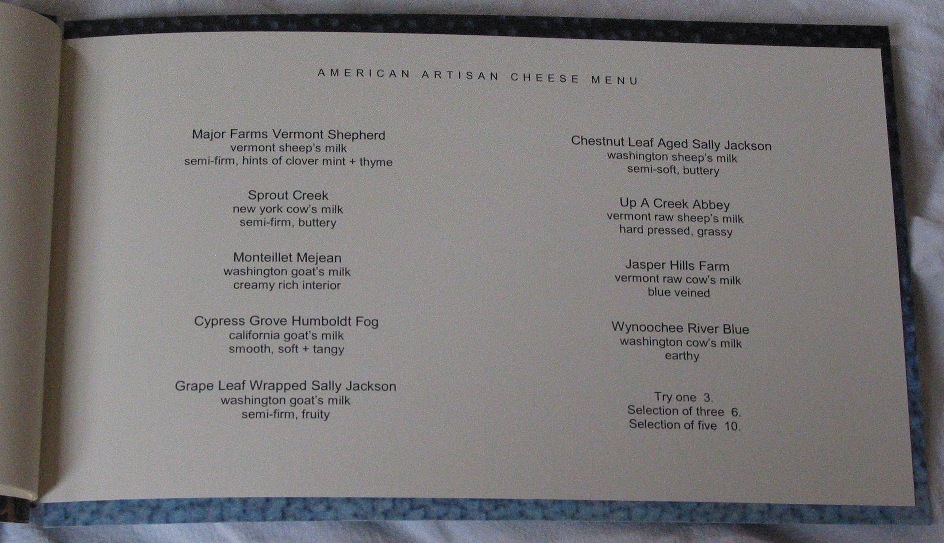 AMERICAN ARTISAN CHEESE MENU
Major Farms Vermont Shepherd
vermont sheep's milk
semi-firm, hints of clover mint + thyme
Sprout Creek
new york cow's milk
semi-firm, buttery
Monteillet Mejean
washington goat's milk
creamy rich interior
Cypress Grove Humboldt Fog
california goat's milk
smooth, soft + tangy
Grape Leaf Wrapped Sally Jackson
washington goat's milk
semi-firm, fruity
Chestnut Leaf Aged Sally Jackson
washington sheep's milk
semi-soft, buttery
Up A Creek Abbey
vermont raw sheep's milk
hard pressed, grassy
Jasper Hills Farm
vermont raw cow's milk
blue veined
Wynoochee River Blue
washington cow's milk
earthy
Try one 3.
Selection of three 6.
Selection of five 10.